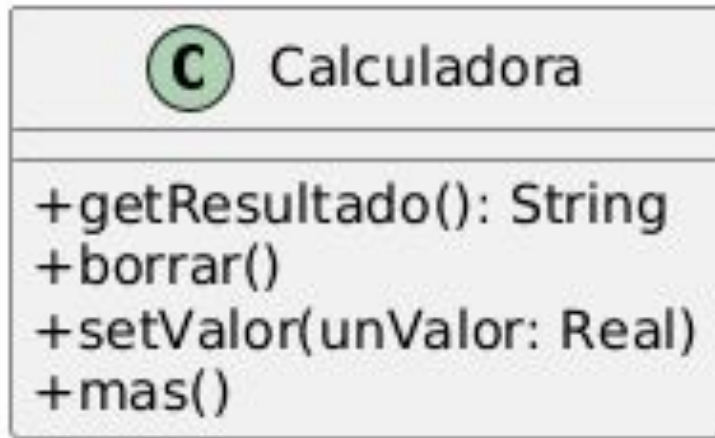 C Calculadora
+getResultado(): String
+borrar()
+setValor(unValor: Real)
+mas()